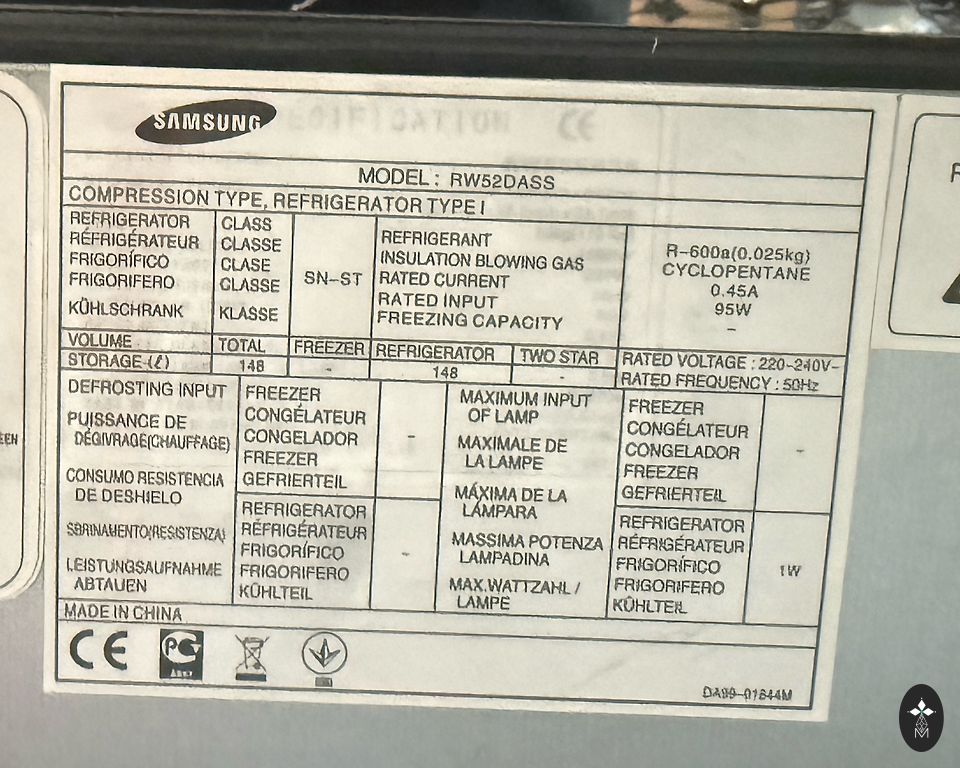 SAMSUNG
MODEL: RW52DASS
COMPRESSION TYPE, REFRIGERATOR TYPE I
REFRIGERATOR
RÉFRIGÉRATEUR
FRIGORÍFICO
FRIGORIFERO
KÜHLSCHRANK
CLASS
CLASSE
CLASE
CLASSE
KLASSE
SN-ST
REFRIGERANT
INSULATION BLOWING GAS
RATED CURRENT
RATED INPUT
FREEZING CAPACITY
R-600a(0.025kg)
CYCLOPENTANE
0.45A
95W
-
VOLUME TOTAL FREEZER REFRIGERATOR TWO STAR
STORAGE (ℓ) 148 - 148 -
RATED VOLTAGE : 220-240V~
RATED FREQUENCY : 50Hz
DEFROSTING INPUT
PUISSANCE DE
DÉGIVRAGE(CHAUFFAGE)
CONSUMO RESISTENCIA
DE DESHIELO
SBRINAMENTO(RESISTENZA)
LEISTUNGSAUFNAHME
ABTAUEN
FREEZER
CONGÉLATEUR
CONGELADOR
FREEZER
GEFRIERTEIL
-
REFRIGERATOR
RÉFRIGÉRATEUR
FRIGORÍFICO
FRIGORIFERO
KÜHLTEIL
-
MAXIMUM INPUT
OF LAMP
MAXIMALE DE
LA LAMPE
MÁXIMA DE LA
LÁMPARA
MASSIMA POTENZA
LAMPADINA
MAX.WATTZAHL /
LAMPE
FREEZER
CONGÉLATEUR
CONGELADOR
FREEZER
GEFRIERTEIL
-
REFRIGERATOR
RÉFRIGÉRATEUR
FRIGORÍFICO
FRIGORIFERO
KÜHLTEIL
1W
MADE IN CHINA
CE
PG
DA99-01844M
M